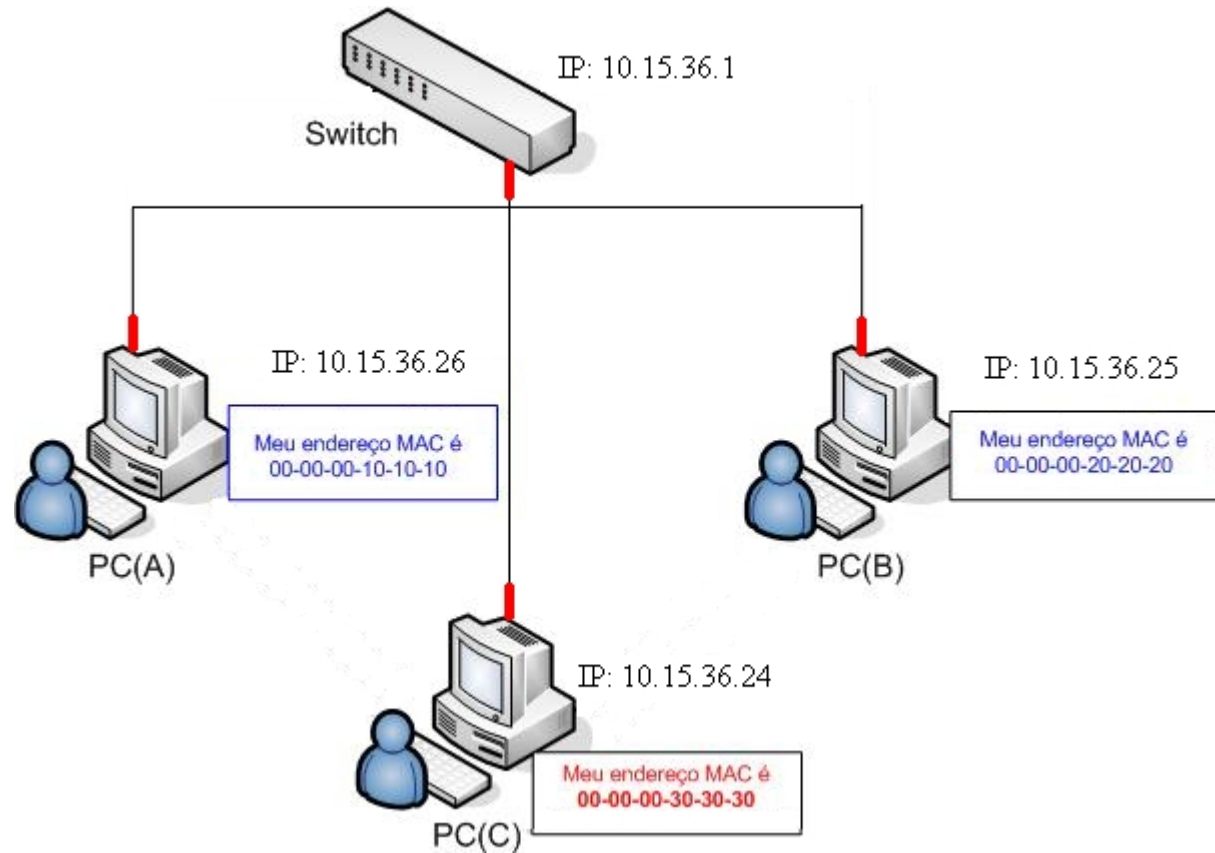 IP: 10.15.36.1
Switch
IP: 10.15.36.26
Meu endereço MAC é
00-00-00-10-10-10
PC(A)
IP: 10.15.36.25
Meu endereço MAC é
00-00-00-20-20-20
PC(B)
IP: 10.15.36.24
Meu endereço MAC é
00-00-00-30-30-30
PC(C)